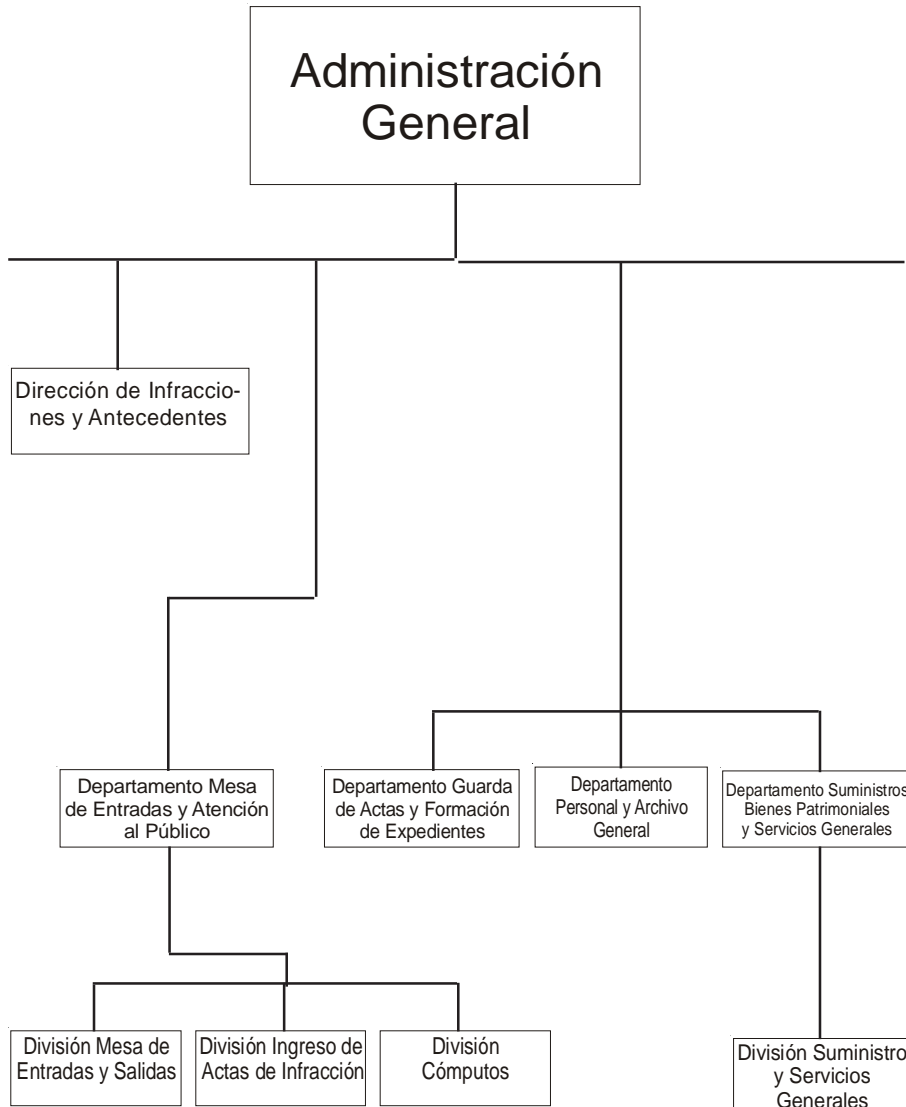 Administración
General
Dirección de Infraccio-
nes y Antecedentes
Departamento Mesa
de Entradas y Atención
al Público
Departamento Guarda
de Actas y Formación
de Expedientes
Departamento
Personal y Archivo
General
Departamento Suministros
Bienes Patrimoniales
y Servicios Generales
División Mesa de
Entradas y Salidas
División Ingreso de
Actas de Infracción
División
Cómputos
División Suministro
y Servicios
Generales